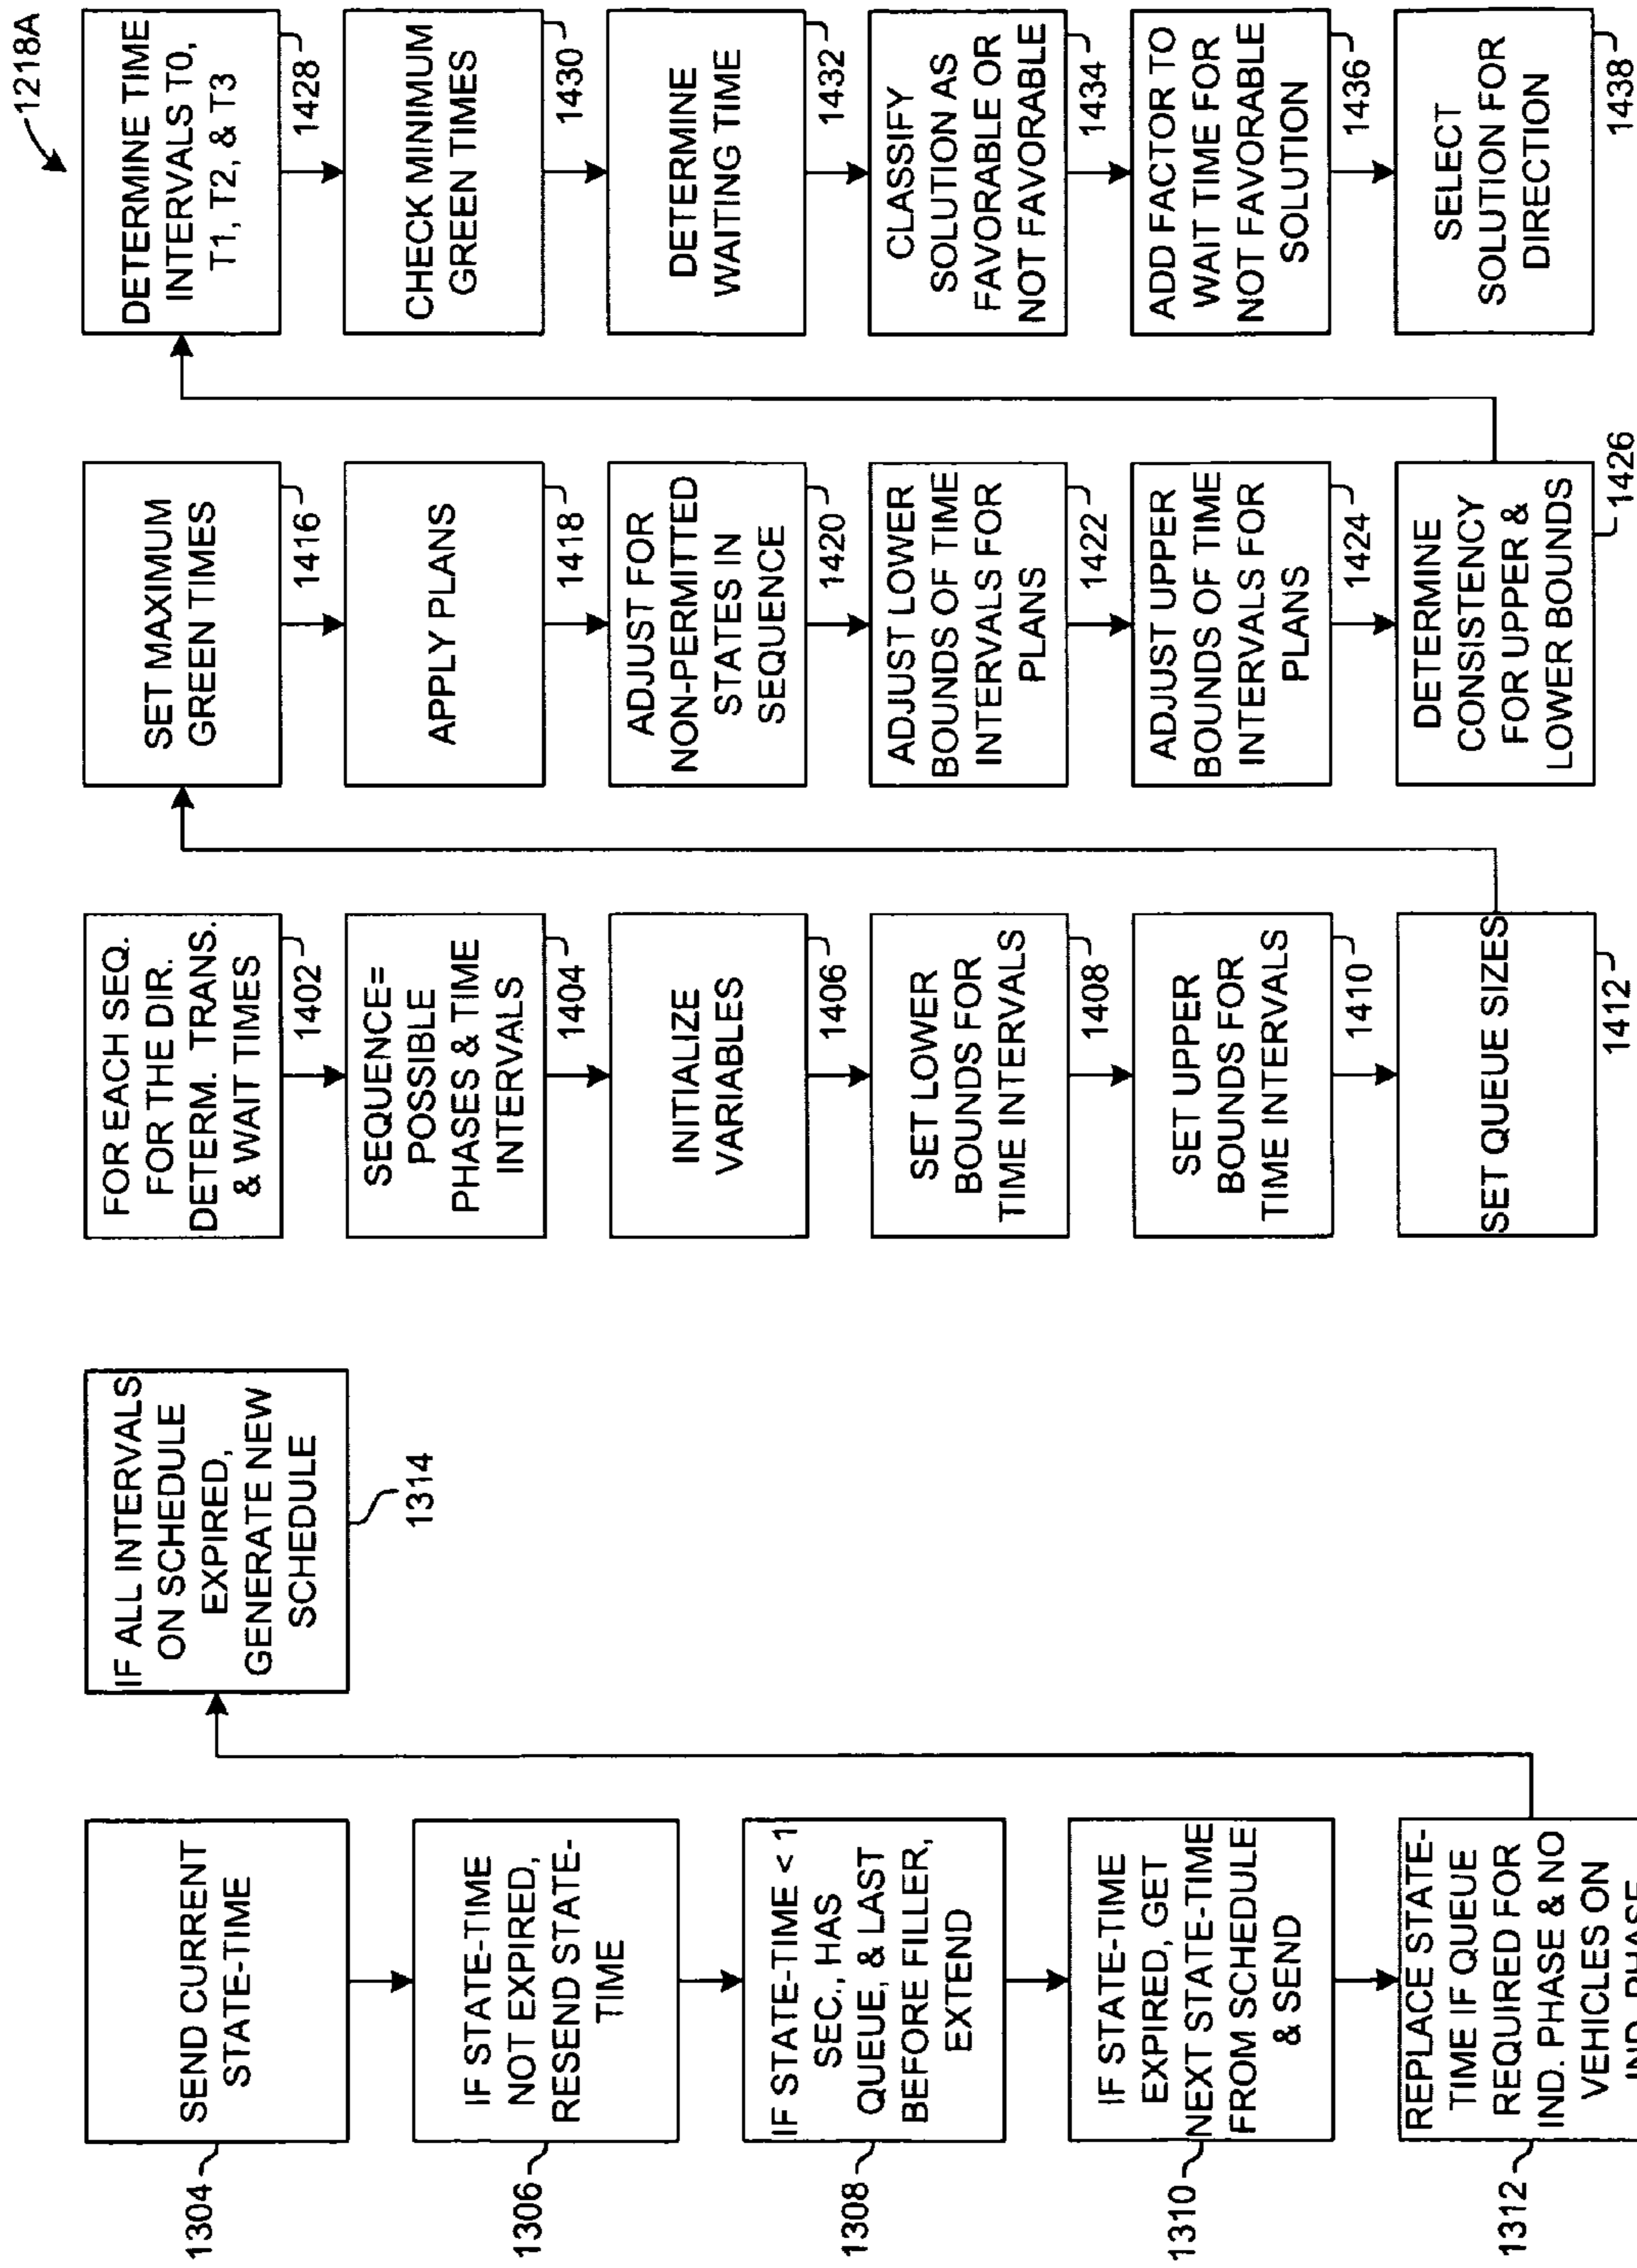 SEND CURRENT
STATE-TIME
1304
IF STATE-TIME
NOT EXPIRED,
RESEND STATE-
TIME
1306
IF STATE-TIME < 1
SEC., HAS
QUEUE, & LAST
BEFORE FILLER,
EXTEND
1308
IF STATE-TIME
EXPIRED, GET
NEXT STATE-TIME
FROM SCHEDULE
& SEND
1310
REPLACE STATE-
TIME IF QUEUE
REQUIRED FOR
IND. PHASE & NO
VEHICLES ON
IND. PHASE
1312
IF ALL INTERVALS
ON SCHEDULE
EXPIRED,
GENERATE NEW
SCHEDULE
1314
FOR EACH SEQ.
FOR THE DIR.
DETERM. TRANS.
& WAIT TIMES
1402
SEQUENCE=
POSSIBLE
PHASES & TIME
INTERVALS
1404
INITIALIZE
VARIABLES
1406
SET LOWER
BOUNDS FOR
TIME INTERVALS
1408
SET UPPER
BOUNDS FOR
TIME INTERVALS
1410
SET QUEUE SIZES
1412
SET MAXIMUM
GREEN TIMES
1416
APPLY PLANS
1418
ADJUST FOR
NON-PERMITTED
STATES IN
SEQUENCE
1420
ADJUST LOWER
BOUNDS OF TIME
INTERVALS FOR
PLANS
1422
ADJUST UPPER
BOUNDS OF TIME
INTERVALS FOR
PLANS
1424
DETERMINE
CONSISTENCY
FOR UPPER &
LOWER BOUNDS
1426
1218A
DETERMINE TIME
INTERVALS T0,
T1, T2, & T3
1428
CHECK MINIMUM
GREEN TIMES
1430
DETERMINE
WAITING TIME
1432
CLASSIFY
SOLUTION AS
FAVORABLE OR
NOT FAVORABLE
1434
ADD FACTOR TO
WAIT TIME FOR
NOT FAVORABLE
SOLUTION
1436
SELECT
SOLUTION FOR
DIRECTION
1438